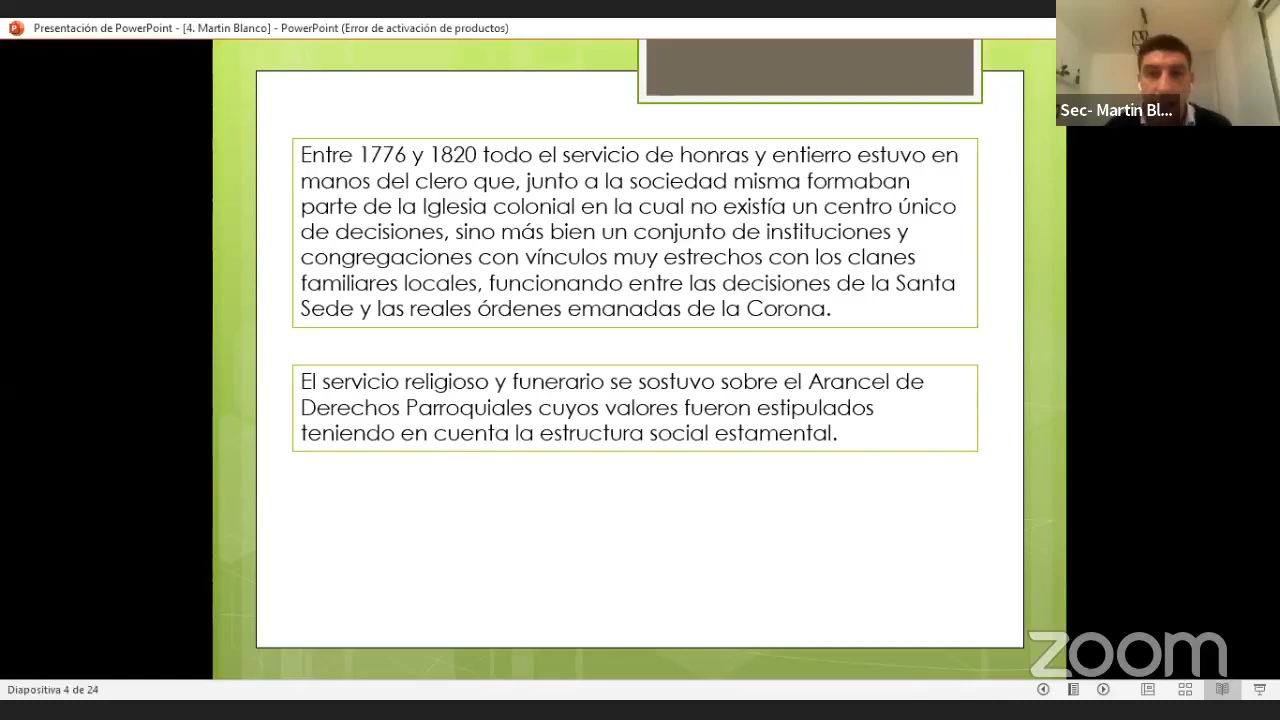 Presentación de PowerPoint - [4. Martin Blanco] - PowerPoint (Error de activación de productos)
Sec- Martin Bl...
Entre 1776 y 1820 todo el servicio de honras y entierro estuvo en
manos del clero que, junto a la sociedad misma formaban
parte de la Iglesia colonial en la cual no existía un centro único
de decisiones, sino más bien un conjunto de instituciones y
congregaciones con vínculos muy estrechos con los clanes
familiares locales, funcionando entre las decisiones de la Santa
Sede y las reales órdenes emanadas de la Corona.
El servicio religioso y funerario se sostuvo sobre el Arancel de
Derechos Parroquiales cuyos valores fueron estipulados
teniendo en cuenta la estructura social estamental.
zoom
Diapositiva 4 de 24